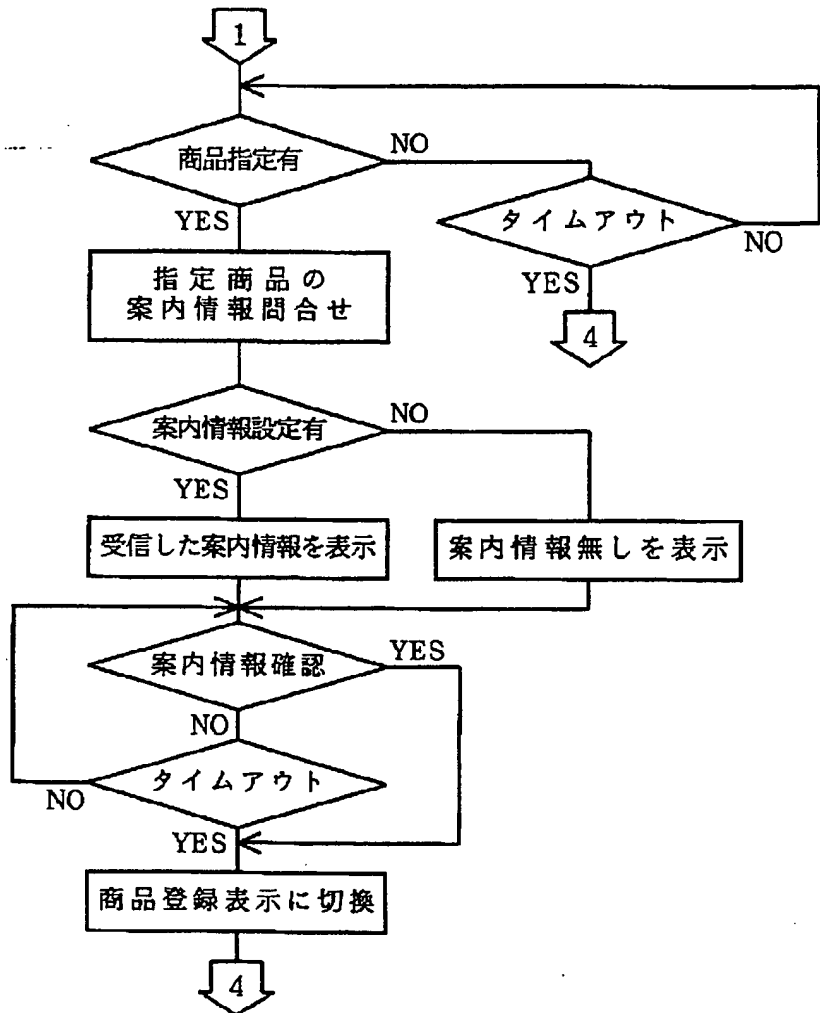 1
商品指定有
NO
YES
タイムアウト
NO
YES
4
指定商品の
案内情報問合せ
案内情報設定有
NO
YES
受信した案内情報を表示
案内情報無しを表示
案内情報確認
YES
NO
タイムアウト
NO
YES
商品登録表示に切換
4